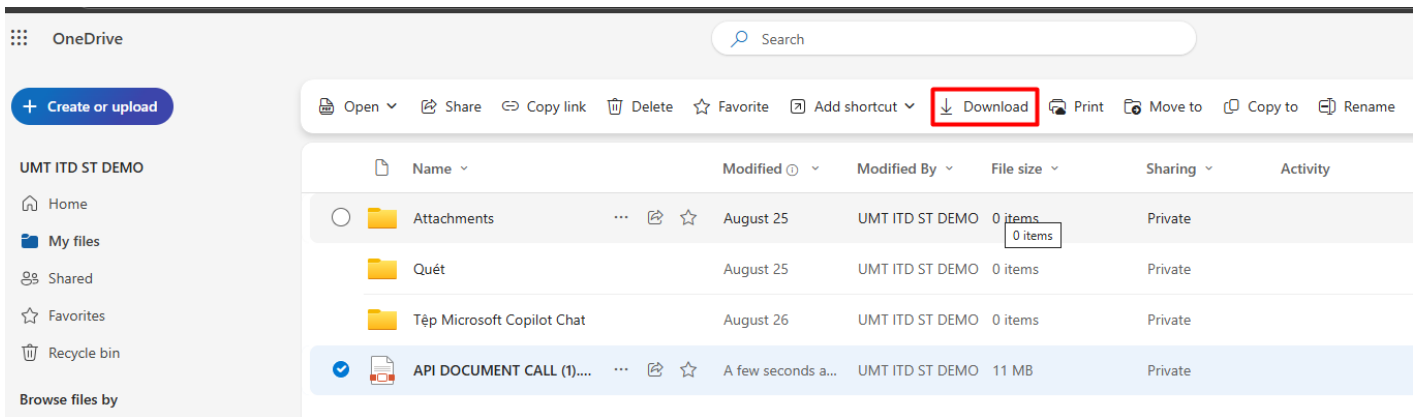 OneDrive
Search
Create or upload
Open Share Copy link Delete Favorite Add shortcut Download Print Move to Copy to Rename
UMT ITD ST DEMO
Home
My files
Shared
Favorites
Recycle bin
Browse files by
Name Modified Modified By File size Sharing Activity
Attachments August 25 UMT ITD ST DEMO 0 items Private
0 items
Quét August 25 UMT ITD ST DEMO 0 items Private
Tệp Microsoft Copilot Chat August 26 UMT ITD ST DEMO 0 items Private
API DOCUMENT CALL (1).... A few seconds a... UMT ITD ST DEMO 11 MB Private